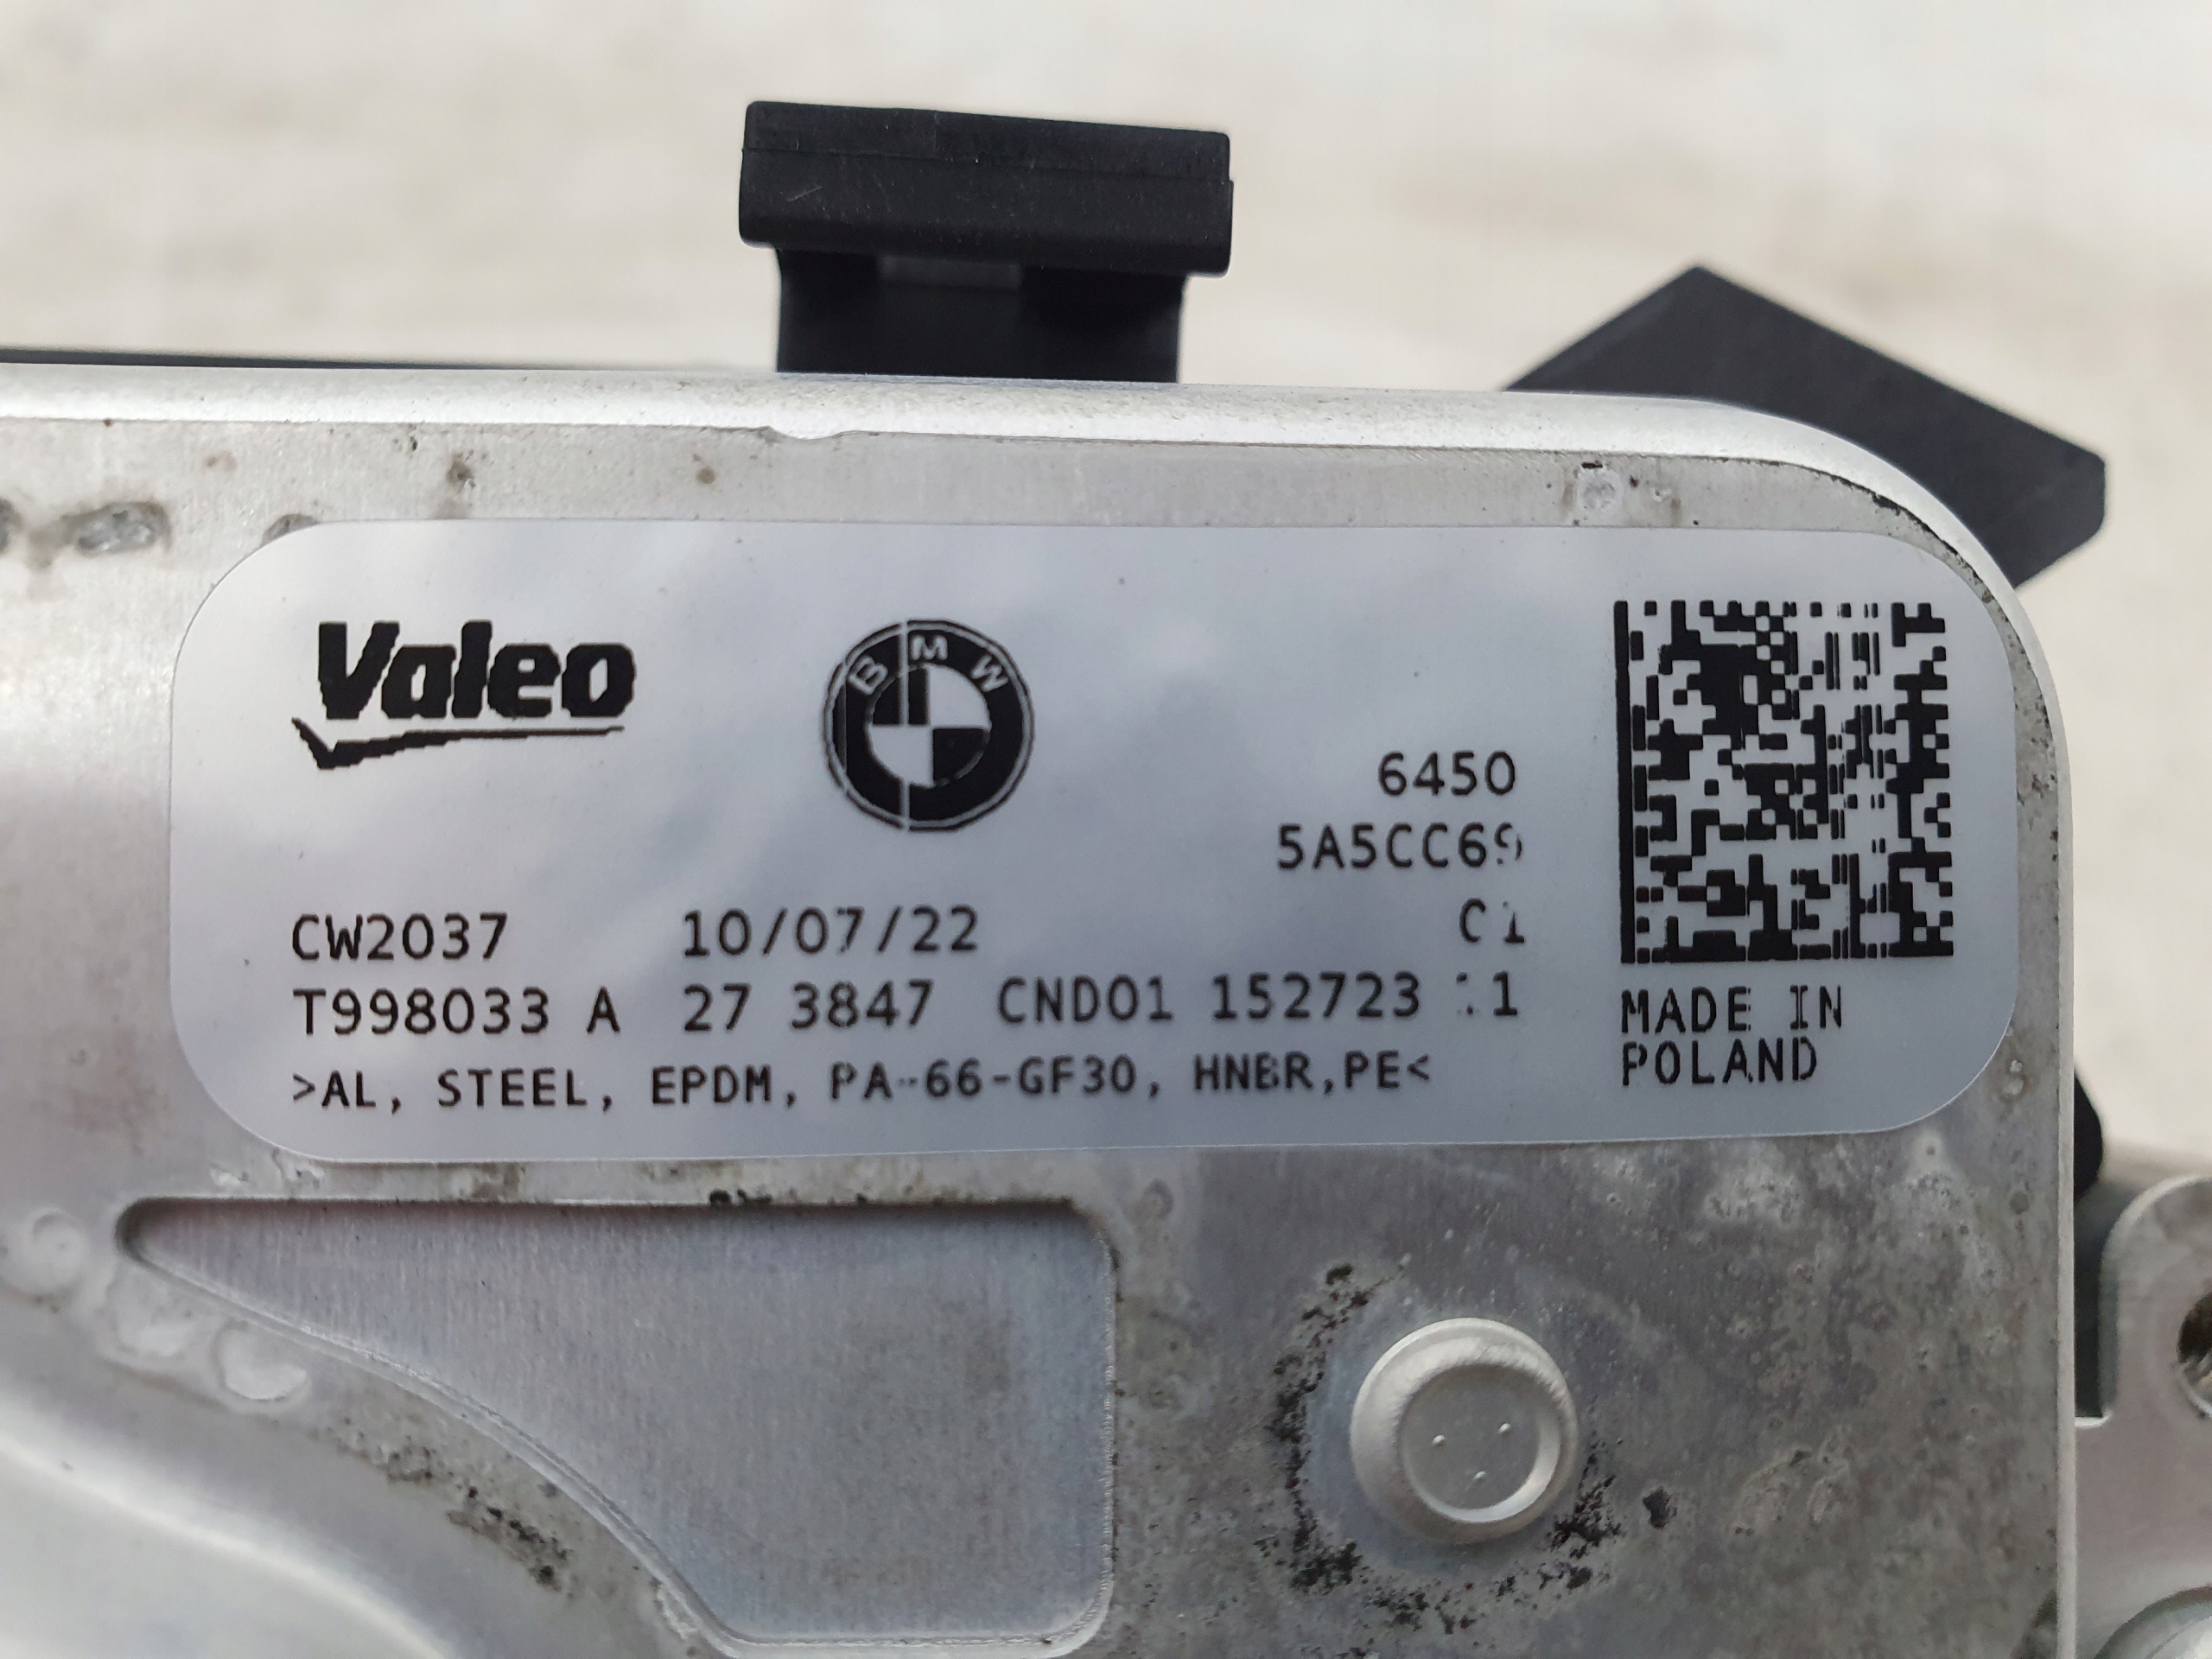 Valeo
BMW
6450
5A5CC69
CW2037 10/07/22
T998033 A 27 3847 CND01 152723
>AL, STEEL, EPDM, PA-66-GF30, HNBR,PE<
MADE IN
POLAND